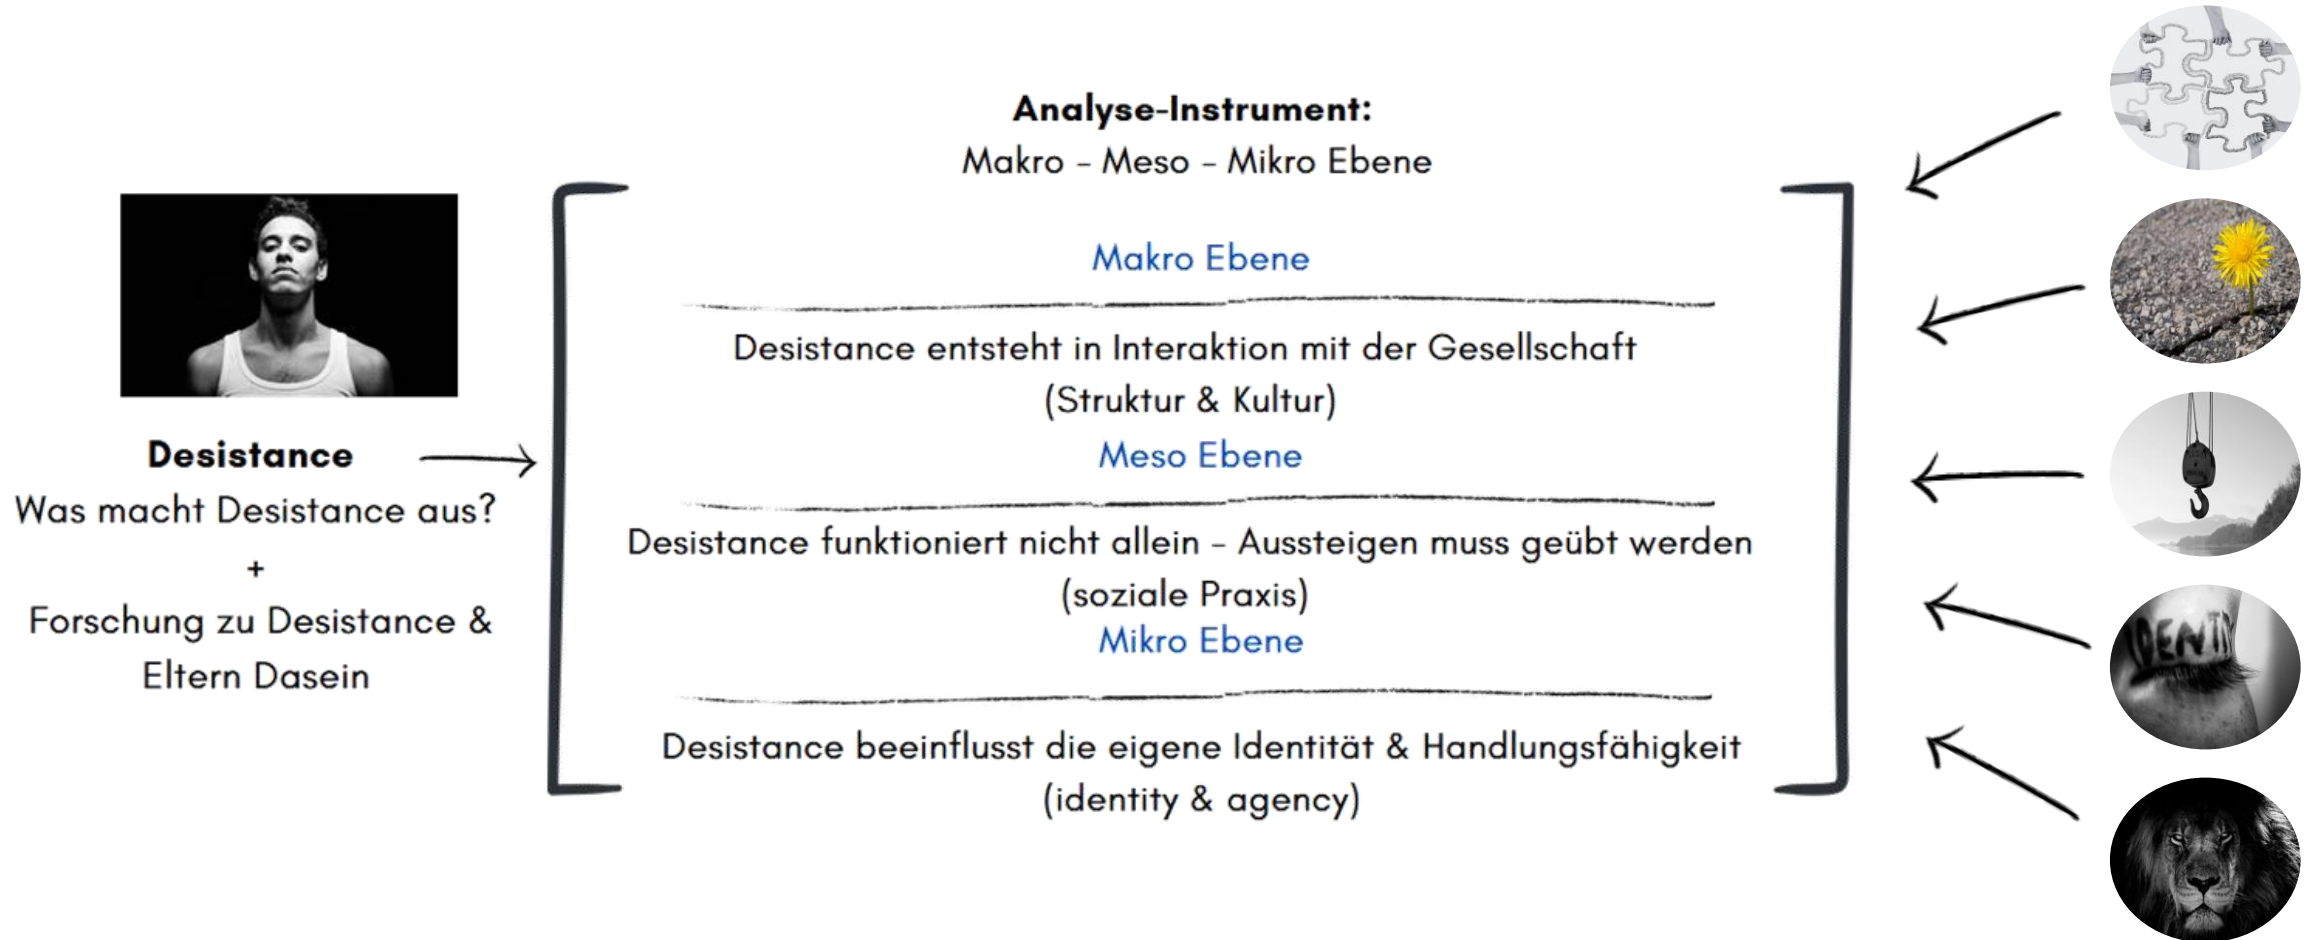 Analyse-Instrument:
Makro - Meso - Mikro Ebene
Makro Ebene
Desistance entsteht in Interaktion mit der Gesellschaft
(Struktur & Kultur)
Meso Ebene
Desistance funktioniert nicht allein - Aussteigen muss geübt werden
(soziale Praxis)
Mikro Ebene
Desistance beeinflusst die eigene Identität & Handlungsfähigkeit
(identity & agency)
Desistance
Was macht Desistance aus?
+
Forschung zu Desistance &
Eltern Dasein